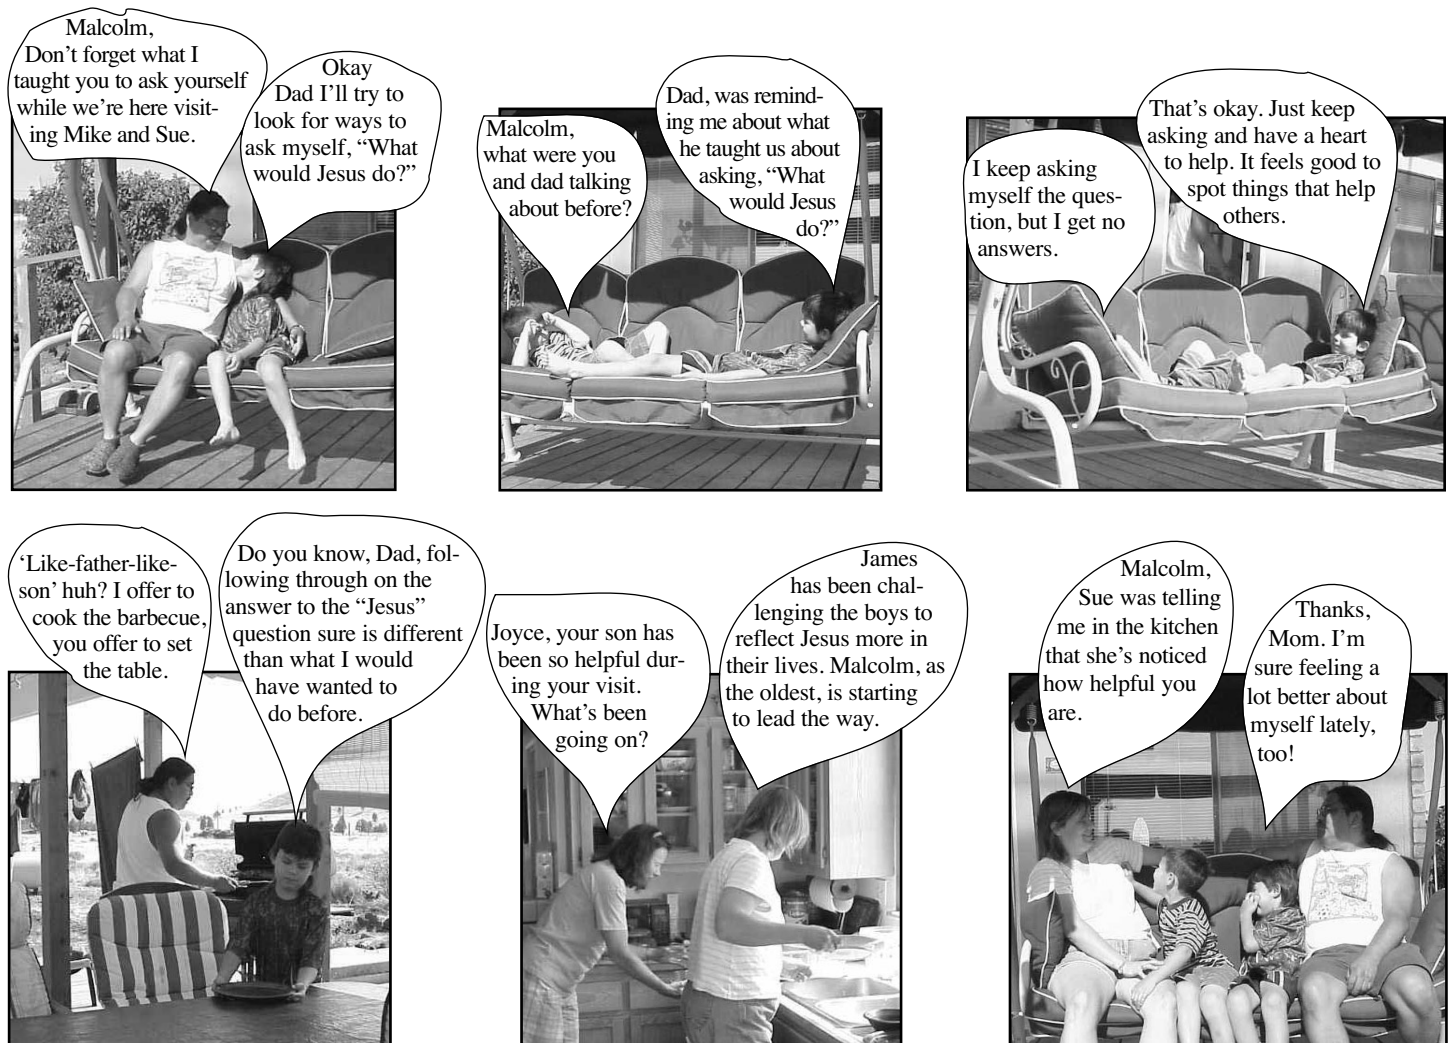 Malcolm,
Don’t forget what I
taught you to ask yourself
while we’re here visit-
ing Mike and Sue.
Okay
Dad I’ll try to
look for ways to
ask myself, “What
would Jesus do?”
Malcolm,
what were you
and dad talking
about before?
Dad, was remind-
ing me about what
he taught us about
asking, “What
would Jesus
do?”
I keep asking
myself the ques-
tion, but I get no
answers.
That’s okay. Just keep
asking and have a heart
to help. It feels good to
spot things that help
others.
‘Like-father-like-
son’ huh? I offer to
cook the barbecue,
you offer to set
the table.
Do you know, Dad, fol-
lowing through on the
answer to the “Jesus”
question sure is different
than what I would
have wanted to
do before.
Joyce, your son has
been so helpful dur-
ing your visit.
What’s been
going on?
James
has been chal-
lenging the boys to
reflect Jesus more in
their lives. Malcolm, as
the oldest, is starting
to lead the way.
Malcolm,
Sue was telling
me in the kitchen
that she’s noticed
how helpful you
are.
Thanks,
Mom. I’m
sure feeling a
lot better about
myself lately,
too!